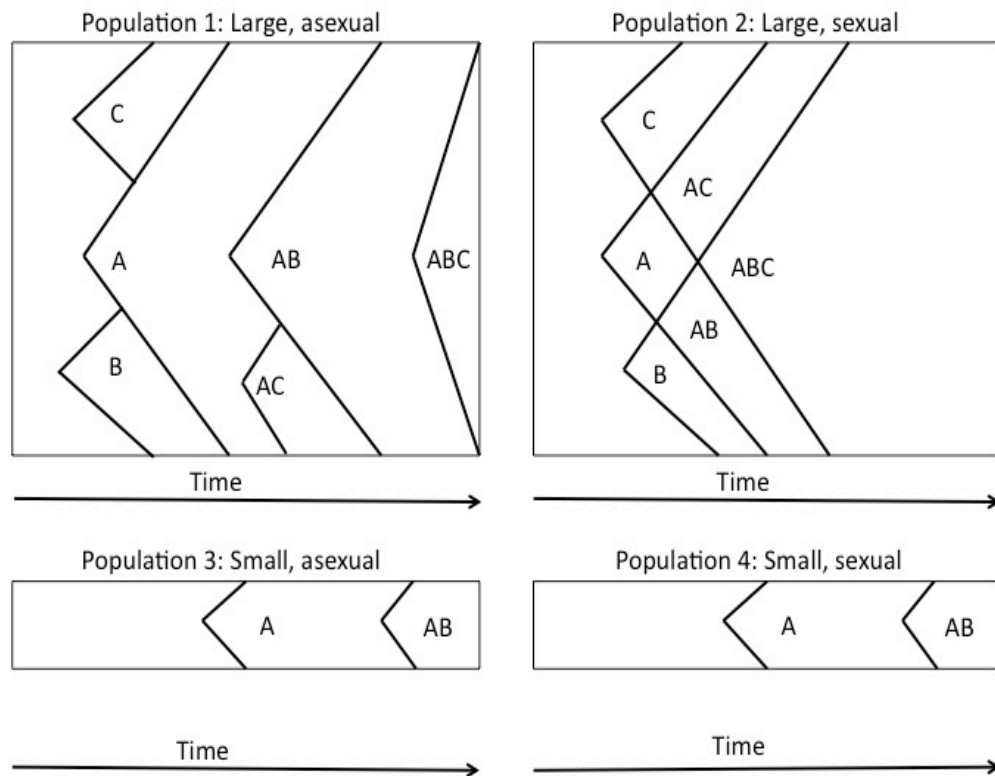 Population 1: Large, asexual
C
A
AB
ABC
B
AC
Time
Population 2: Large, sexual
C
AC
A
ABC
AB
B
Time
Population 3: Small, asexual
A
AB
Time
Population 4: Small, sexual
A
AB
Time